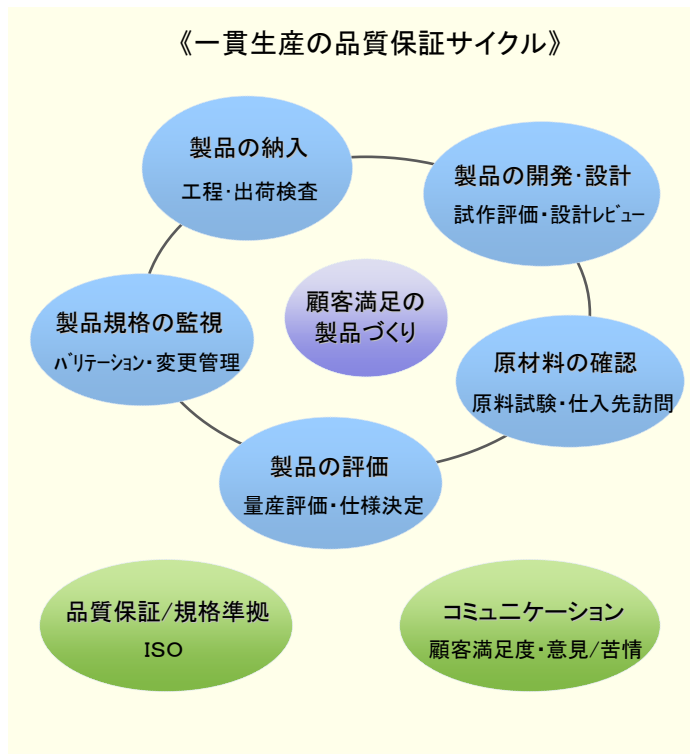 《一貫生産の品質保証サイクル》
製品の納入
工程･出荷検査
製品の開発･設計
試作評価･設計ﾚﾋﾞｭｰ
顧客満足の
製品づくり
製品規格の監視
ﾊﾞﾘﾃｰｼｮﾝ･変更管理
原材料の確認
原料試験･仕入先訪問
製品の評価
量産評価･仕様決定
品質保証/規格準拠
ISO
コミュニケーション
顧客満足度･意見/苦情